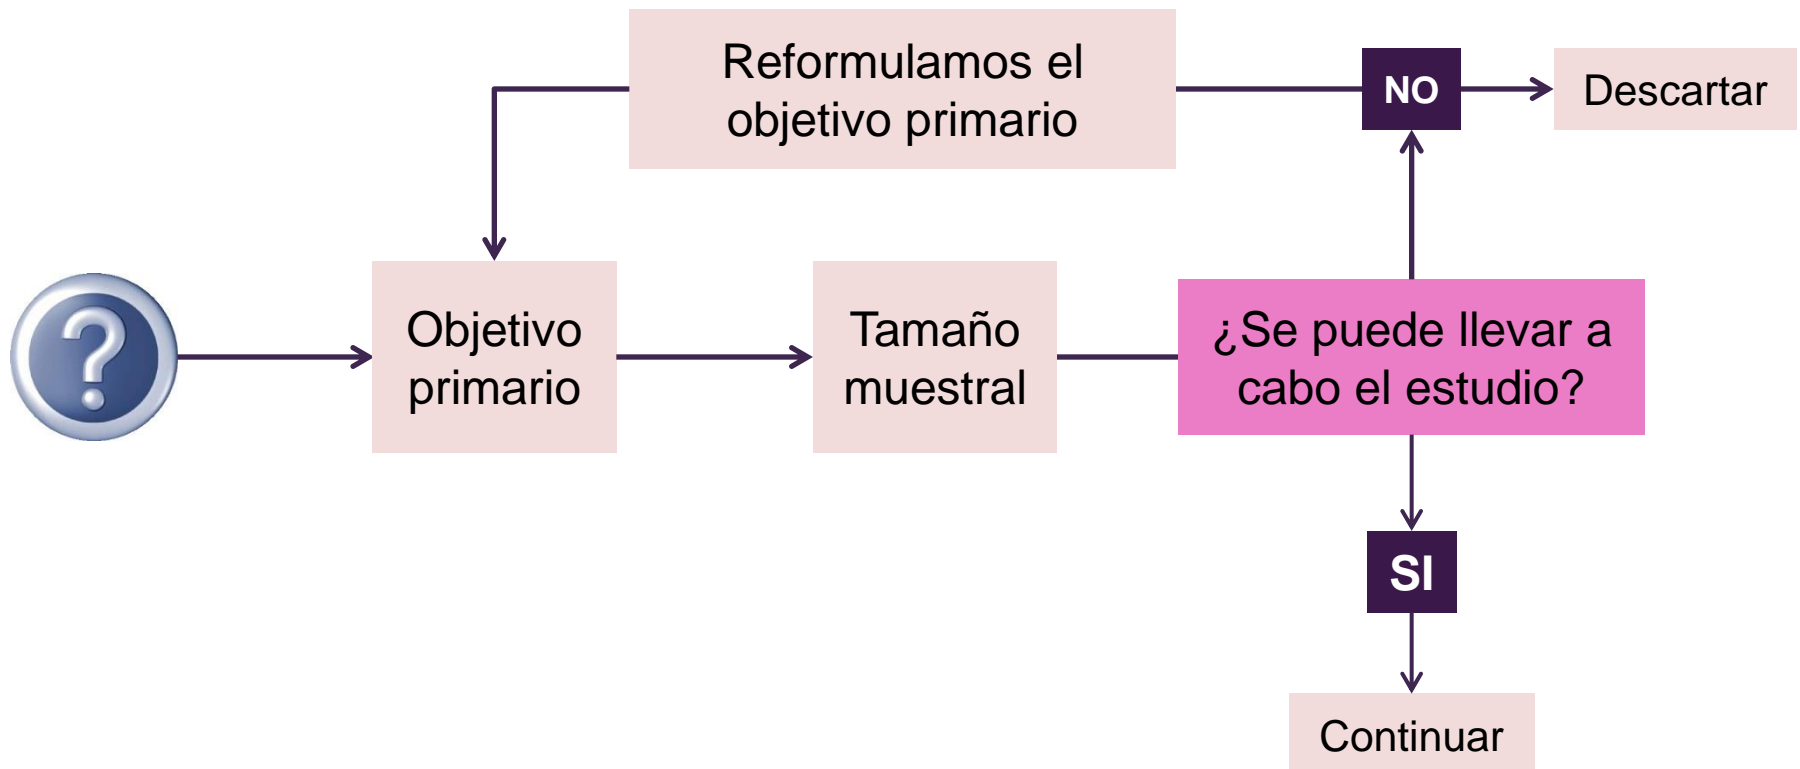 Reformulamos el
objetivo primario
NO
Descartar
?
Objetivo
primario
Tamaño
muestral
¿Se puede llevar a
cabo el estudio?
SI
Continuar